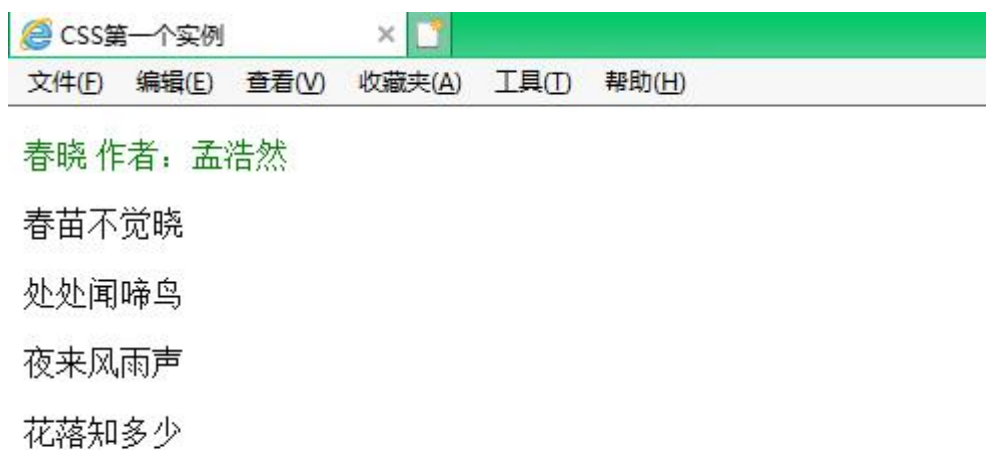 CSS第一个实例
文件(F) 编辑(E) 查看(V) 收藏夹(A) 工具(T) 帮助(H)
春晓 作者：孟浩然
春苗不觉晓
处处闻啼鸟
夜来风雨声
花落知多少